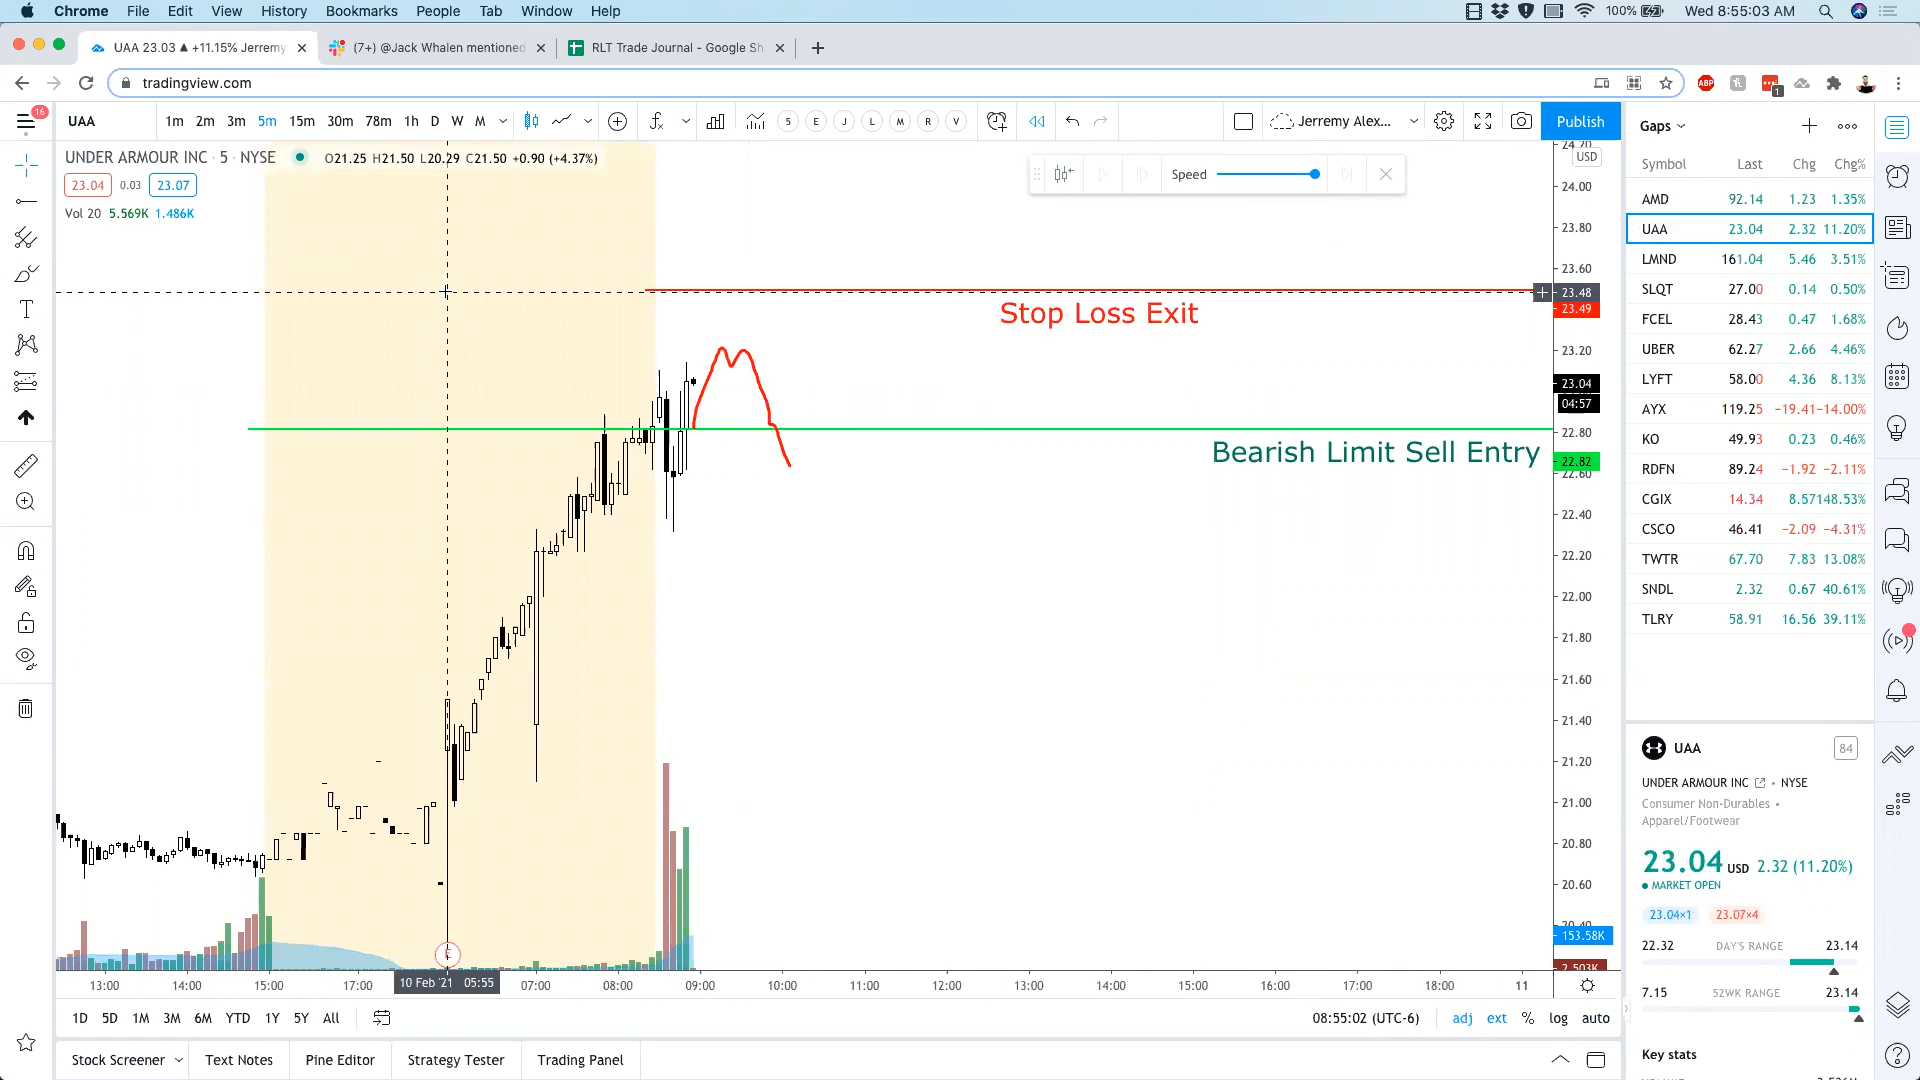 Chrome File Edit View History Bookmarks People Tab Window Help 100% Wed 8:55:03 AM
UAA 23.03 ▲ +11.15% Jerremy (7+) @Jack Whalen mentioned RLT Trade Journal - Google Sh
tradingview.com ABP 1
16 UAA 1m 2m 3m 5m 15m 30m 78m 1h D W M 5 E J L M R V Jerremy Alex... Publish
UNDER ARMOUR INC · 5 · NYSE O21.25 H21.50 L20.29 C21.50 +0.90 (+4.37%)
23.04 0.03 23.07
Vol 20 5.569K 1.486K
Speed
Stop Loss Exit
Bearish Limit Sell Entry
24.70
USD
24.00
23.80
23.60
23.48
23.49
23.20
23.04
04:57
22.80
22.82
22.60
22.40
22.20
22.00
21.80
21.60
21.40
21.20
21.00
20.80
20.60
20.40
153.58K
2.503K
E
13:00 14:00 15:00 17:00 10 Feb '21 05:55 07:00 08:00 09:00 10:00 11:00 12:00 13:00 14:00 15:00 16:00 17:00 18:00 11
1D 5D 1M 3M 6M YTD 1Y 5Y All 08:55:02 (UTC-6) adj ext % log auto
Stock Screener Text Notes Pine Editor Strategy Tester Trading Panel
Gaps
Symbol Last Chg Chg%
AMD 92.14 1.23 1.35%
UAA 23.04 2.32 11.20%
LMND 161.04 5.46 3.51%
SLQT 27.00 0.14 0.50%
FCEL 28.43 0.47 1.68%
UBER 62.27 2.66 4.46%
LYFT 58.00 4.36 8.13%
AYX 119.25 −19.41 −14.00%
KO 49.93 0.23 0.46%
RDFN 89.24 −1.92 −2.11%
CGIX 14.34 8.57 148.53%
CSCO 46.41 −2.09 −4.31%
TWTR 67.70 7.83 13.08%
SNDL 2.32 0.67 40.61%
TLRY 58.91 16.56 39.11%
UAA 84
UNDER ARMOUR INC • NYSE
Consumer Non-Durables •
Apparel/Footwear
23.04 USD 2.32 (11.20%)
MARKET OPEN
23.04×1 23.07×4
22.32 DAY'S RANGE 23.14
7.15 52WK RANGE 23.14
Key stats